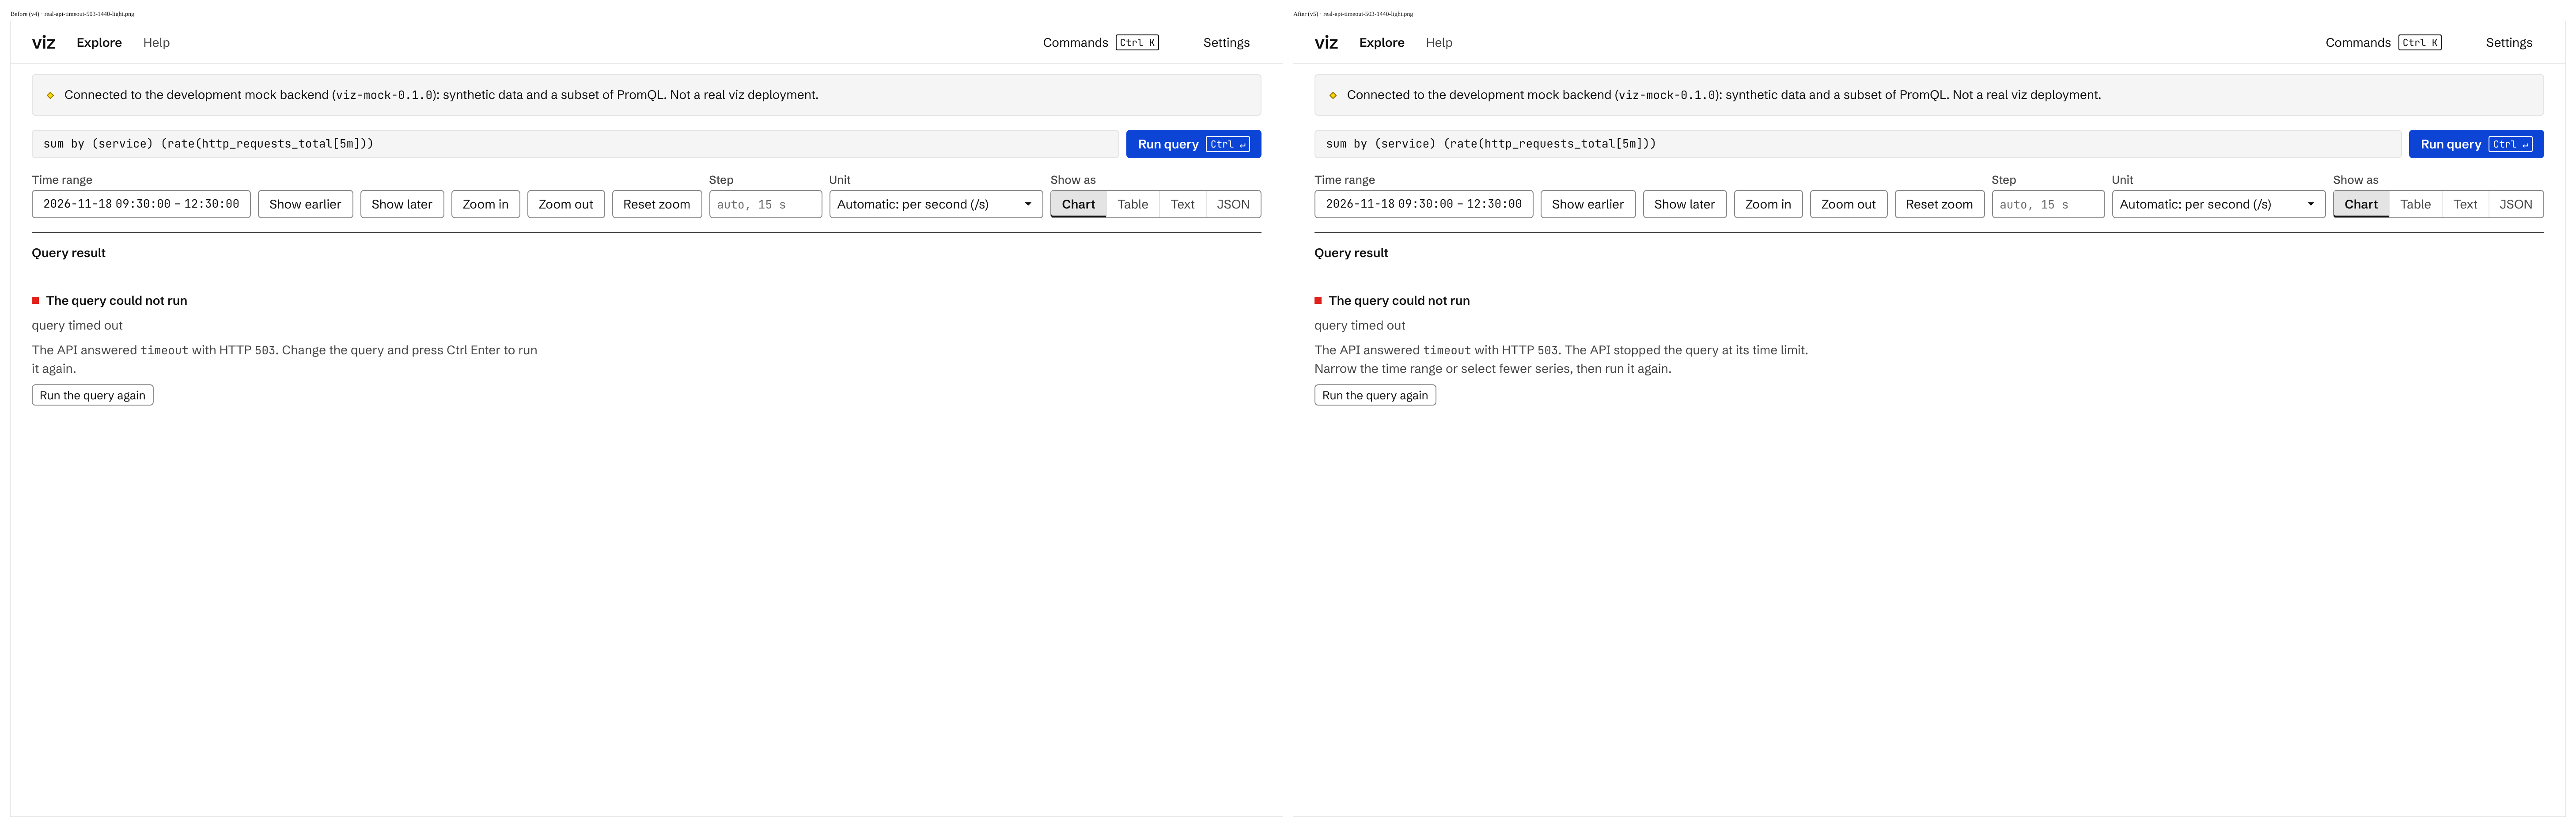 Before (v4) · real-api-timeout-503-1440-light.png
viz Explore Help Commands Ctrl K Settings
Connected to the development mock backend (viz-mock-0.1.0): synthetic data and a subset of PromQL. Not a real viz deployment.
sum by (service) (rate(http_requests_total[5m])) Run query Ctrl ↵
Time range Step Unit Show as
2026-11-18 09:30:00 – 12:30:00 Show earlier Show later Zoom in Zoom out Reset zoom auto, 15 s Automatic: per second (/s) Chart Table Text JSON
Query result
The query could not run
query timed out
The API answered timeout with HTTP 503. Change the query and press Ctrl Enter to run
it again.
Run the query again
After (v5) · real-api-timeout-503-1440-light.png
viz Explore Help Commands Ctrl K Settings
Connected to the development mock backend (viz-mock-0.1.0): synthetic data and a subset of PromQL. Not a real viz deployment.
sum by (service) (rate(http_requests_total[5m])) Run query Ctrl ↵
Time range Step Unit Show as
2026-11-18 09:30:00 – 12:30:00 Show earlier Show later Zoom in Zoom out Reset zoom auto, 15 s Automatic: per second (/s) Chart Table Text JSON
Query result
The query could not run
query timed out
The API answered timeout with HTTP 503. The API stopped the query at its time limit.
Narrow the time range or select fewer series, then run it again.
Run the query again